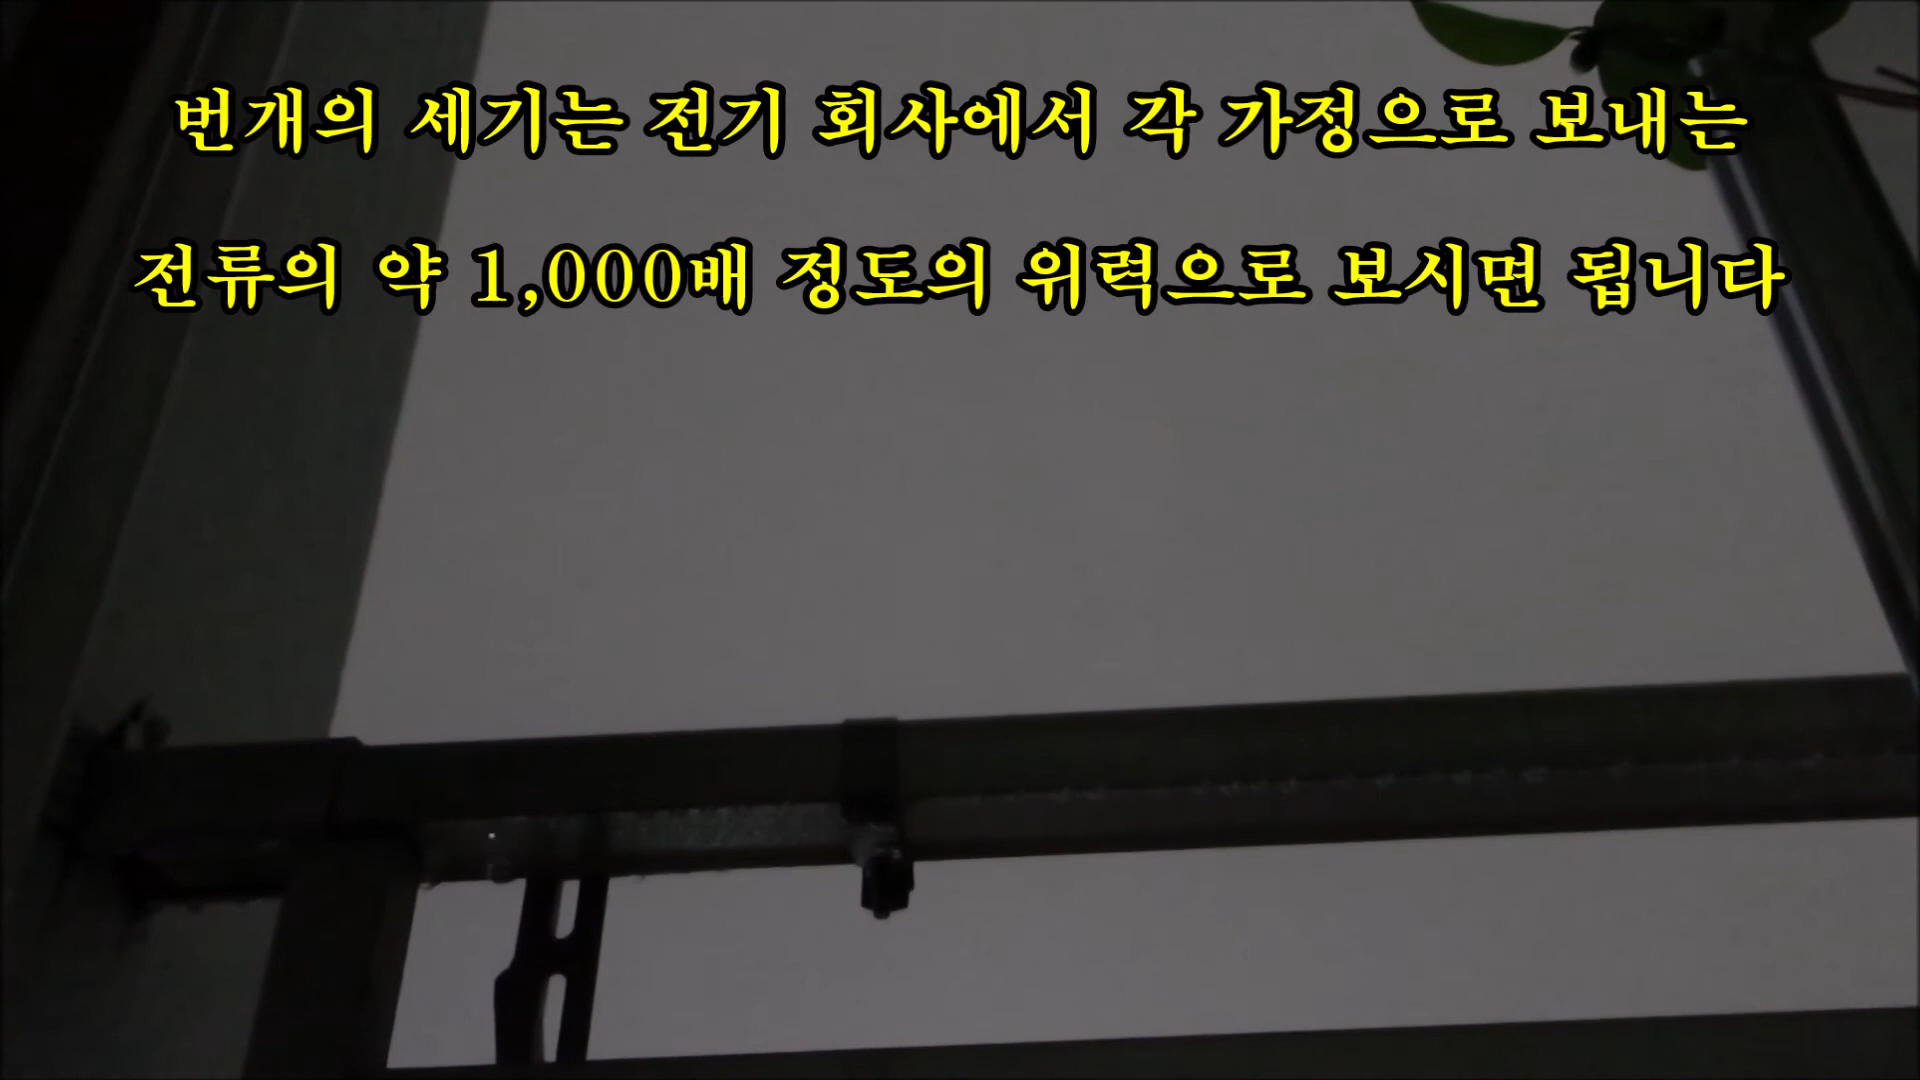 번개의 세기는 전기 회사에서 각 가정으로 보내는
전류의 약 1,000배 정도의 위력으로 보시면 됩니다